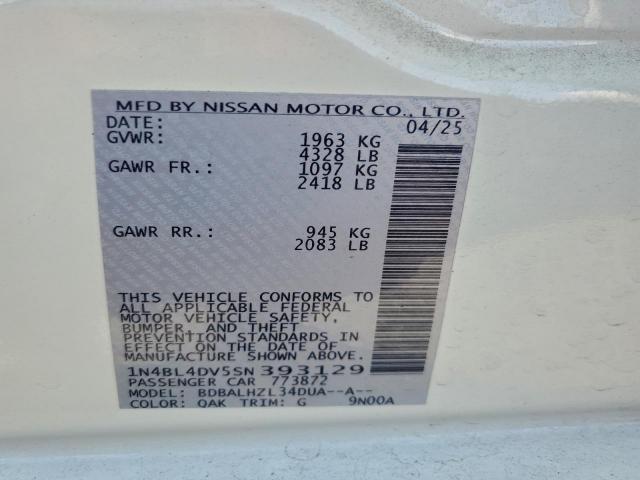 MFD BY NISSAN MOTOR CO., LTD.
DATE: 04/25
GVWR: 1963 KG
4328 LB
GAWR FR.: 1097 KG
2418 LB
GAWR RR.: 945 KG
2083 LB
THIS VEHICLE CONFORMS TO
ALL APPLICABLE FEDERAL
MOTOR VEHICLE SAFETY,
BUMPER, AND THEFT
PREVENTION STANDARDS IN
EFFECT ON THE DATE OF
MANUFACTURE SHOWN ABOVE.
1N4BL4DV5SN393129
PASSENGER CAR 773872
MODEL: BDBALHZL34DUA--A--
COLOR: QAK TRIM: G 9N00A